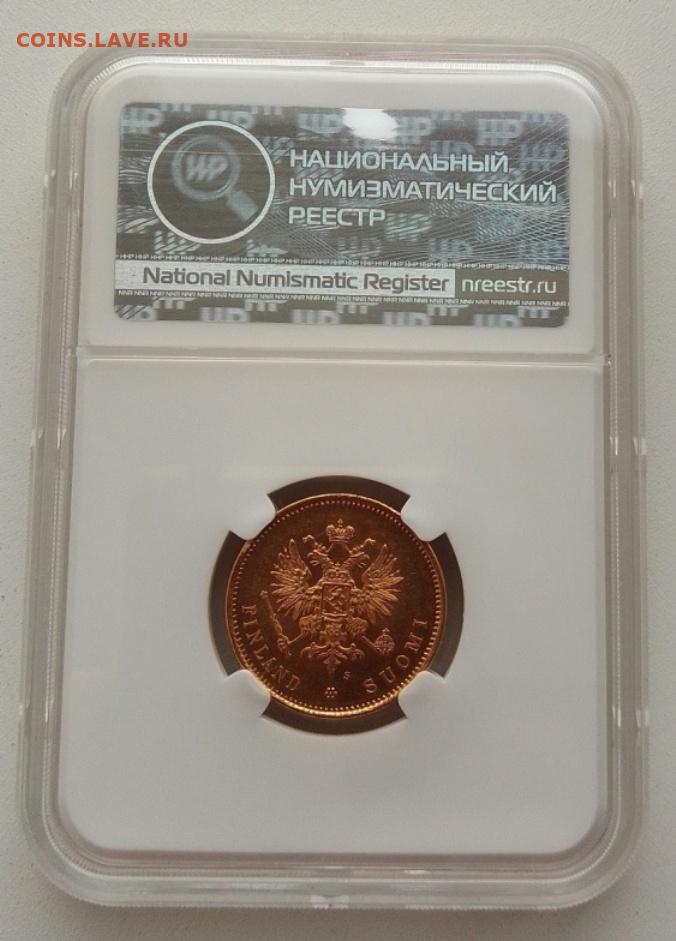 COINS.LAVE.RU
НАЦИОНАЛЬНЫЙ
НУМИЗМАТИЧЕСКИЙ
РЕЕСТР
National Numismatic Register nreestr.ru
FINLAND S SUOMI